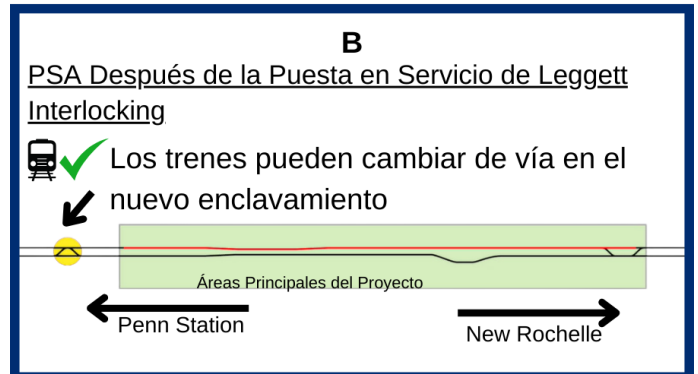 B
PSA Después de la Puesta en Servicio de Leggett
Interlocking
Los trenes pueden cambiar de vía en el
nuevo enclavamiento
Áreas Principales del Proyecto
Penn Station
New Rochelle